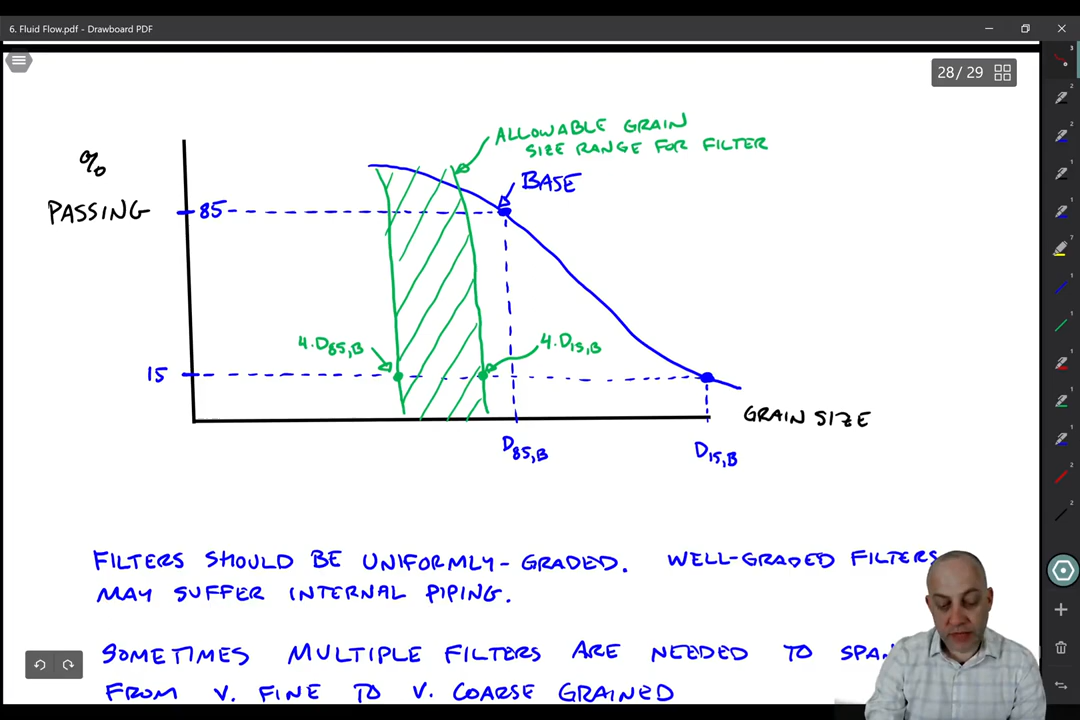 6. Fluid Flow.pdf - Drawboard PDF
28 / 29
ALLOWABLE GRAIN
SIZE RANGE FOR FILTER
%
PASSING
BASE
85
4·D85,B
4·D15,B
15
GRAIN SIZE
D85,B
D15,B
FILTERS SHOULD BE UNIFORMLY-GRADED. WELL-GRADED FILTERS
MAY SUFFER INTERNAL PIPING.
SOMETIMES MULTIPLE FILTERS ARE NEEDED TO
FROM V. FINE TO V. COARSE GRAINED